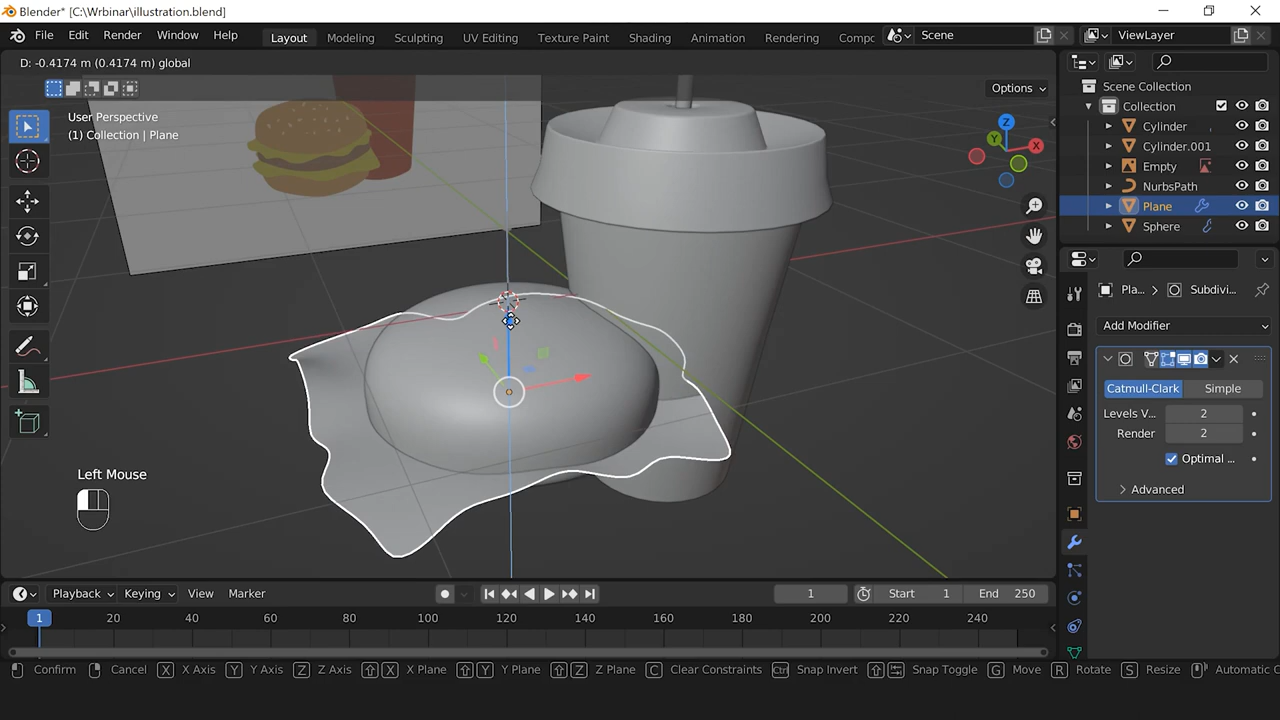 Blender* [C:\Wrbinar\illustration.blend]
File Edit Render Window Help Layout Modeling Sculpting UV Editing Texture Paint Shading Animation Rendering Compc Scene ViewLayer
D: -0.4174 m (0.4174 m) global
Options
User Perspective
(1) Collection | Plane
Z
Y
X
Left Mouse
Scene Collection
Collection
Cylinder
Cylinder.001
Empty
NurbsPath
Plane
Sphere
Pla... > Subdivi...
Add Modifier
Catmull-Clark Simple
Levels V... 2
Render 2
Optimal ...
Advanced
Playback Keying View Marker 1 Start 1 End 250
1 20 40 60 80 100 120 140 160 180 200 220 240
Confirm Cancel X X Axis Y Y Axis Z Z Axis X X Plane Y Y Plane Z Z Plane C Clear Constraints Ctrl Snap Invert Snap Toggle G Move R Rotate S Resize Automatic C